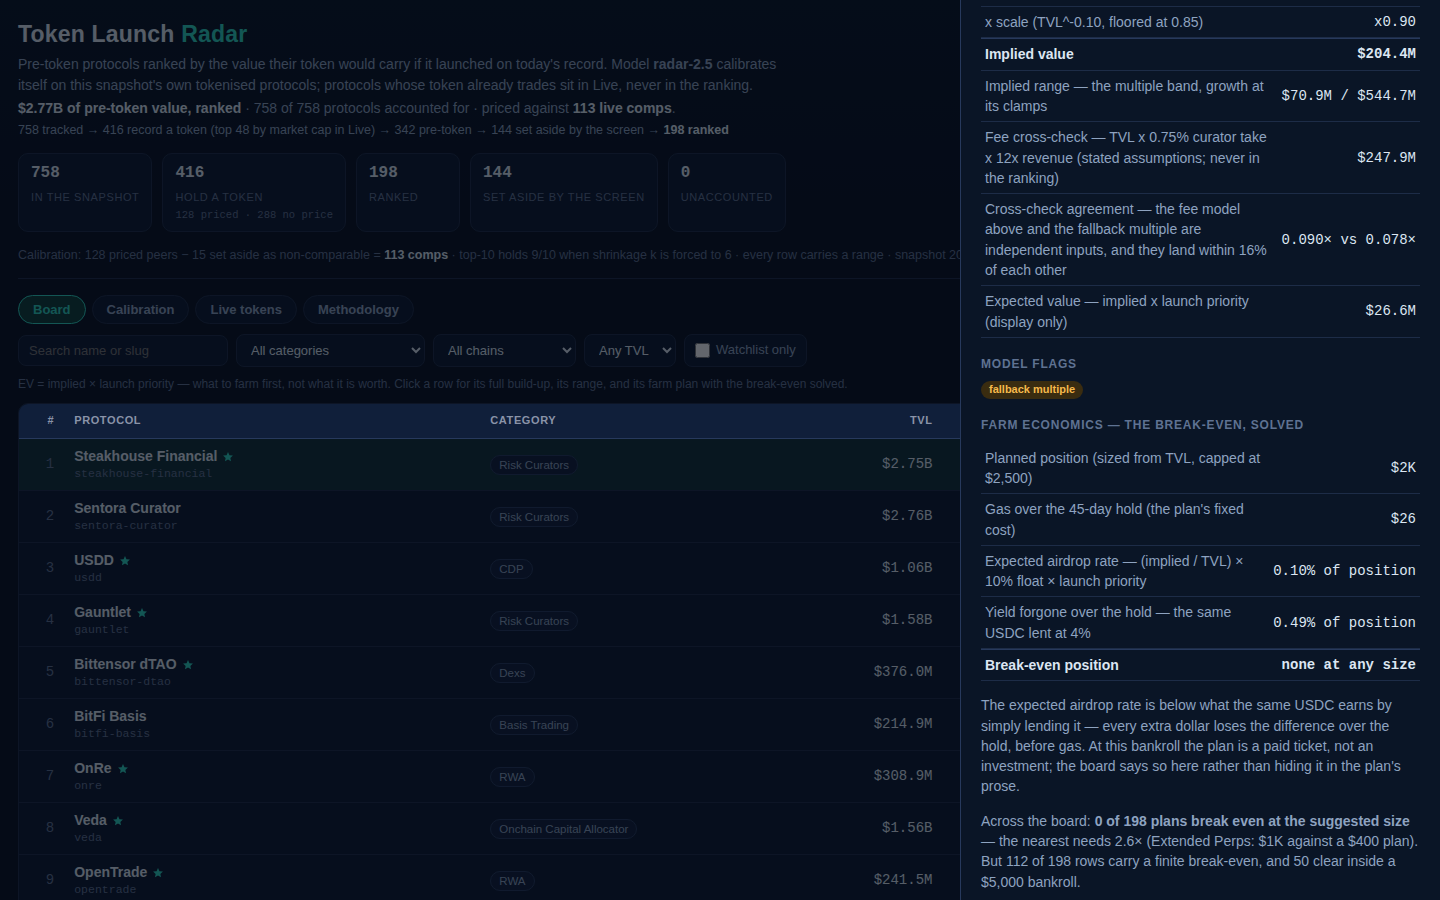 Token Launch Radar
Pre-token protocols ranked by the value their token would carry if it launched on today's record. Model radar-2.5 calibrates
itself on this snapshot's own tokenised protocols; protocols whose token already trades sit in Live, never in the ranking.
$2.77B of pre-token value, ranked · 758 of 758 protocols accounted for · priced against 113 live comps.
758 tracked → 416 record a token (top 48 by market cap in Live) → 342 pre-token → 144 set aside by the screen → 198 ranked
758
IN THE SNAPSHOT
416
HOLD A TOKEN
128 priced · 288 no price
198
RANKED
144
SET ASIDE BY THE SCREEN
0
UNACCOUNTED
Calibration: 128 priced peers − 15 set aside as non-comparable = 113 comps · top-10 holds 9/10 when shrinkage k is forced to 6 · every row carries a range · snapshot 20
Board
Calibration
Live tokens
Methodology
Search name or slug
All categories
All chains
Any TVL
Watchlist only
EV = implied × launch priority — what to farm first, not what it is worth. Click a row for its full build-up, its range, and its farm plan with the break-even solved.
# PROTOCOL CATEGORY TVL
1 Steakhouse Financial ★ Risk Curators $2.75B
steakhouse-financial
2 Sentora Curator Risk Curators $2.76B
sentora-curator
3 USDD ★ CDP $1.06B
usdd
4 Gauntlet ★ Risk Curators $1.58B
gauntlet
5 Bittensor dTAO ★ Dexs $376.0M
bittensor-dtao
6 BitFi Basis Basis Trading $214.9M
bitfi-basis
7 OnRe ★ RWA $308.9M
onre
8 Veda ★ Onchain Capital Allocator $1.56B
veda
9 OpenTrade ★ RWA $241.5M
opentrade
x scale (TVL^-0.10, floored at 0.85) x0.90
Implied value $204.4M
Implied range — the multiple band, growth at
its clamps
$70.9M / $544.7M
Fee cross-check — TVL x 0.75% curator take
x 12x revenue (stated assumptions; never in
the ranking)
$247.9M
Cross-check agreement — the fee model
above and the fallback multiple are
independent inputs, and they land within 16%
of each other
0.090× vs 0.078×
Expected value — implied x launch priority
(display only)
$26.6M
MODEL FLAGS
fallback multiple
FARM ECONOMICS — THE BREAK-EVEN, SOLVED
Planned position (sized from TVL, capped at
$2,500)
$2K
Gas over the 45-day hold (the plan's fixed
cost)
$26
Expected airdrop rate — (implied / TVL) ×
10% float × launch priority
0.10% of position
Yield forgone over the hold — the same
USDC lent at 4%
0.49% of position
Break-even position none at any size
The expected airdrop rate is below what the same USDC earns by
simply lending it — every extra dollar loses the difference over the
hold, before gas. At this bankroll the plan is a paid ticket, not an
investment; the board says so here rather than hiding it in the plan's
prose.
Across the board: 0 of 198 plans break even at the suggested size
— the nearest needs 2.6× (Extended Perps: $1K against a $400 plan).
But 112 of 198 rows carry a finite break-even, and 50 clear inside a
$5,000 bankroll.